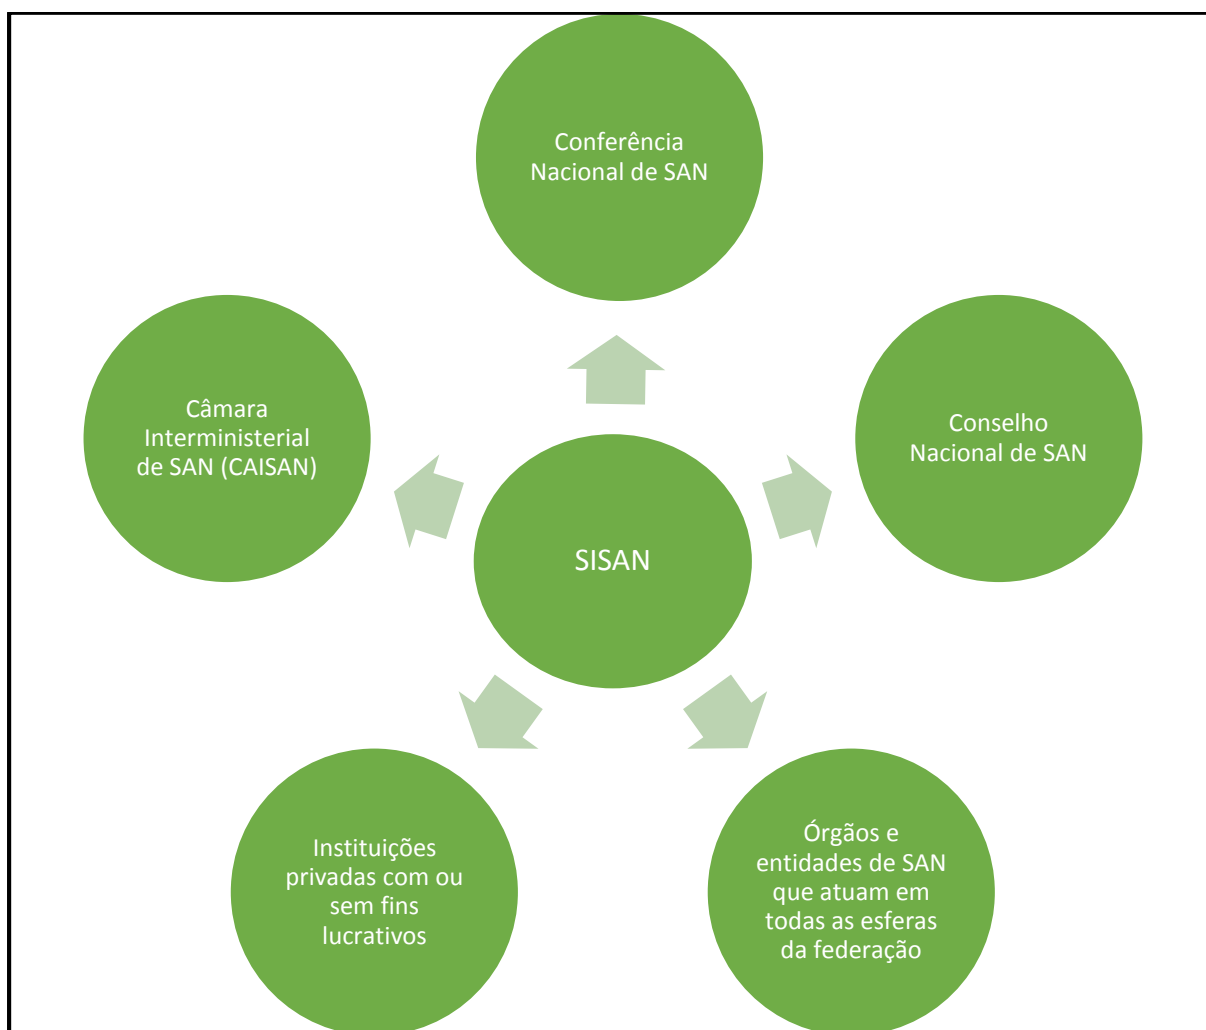 Conferência
Nacional de SAN
Câmara
Interministerial
de SAN (CAISAN)
Conselho
Nacional de SAN
SISAN
Instituições
privadas com ou
sem fins
lucrativos
Órgãos e
entidades de SAN
que atuam em
todas as esferas
da federação